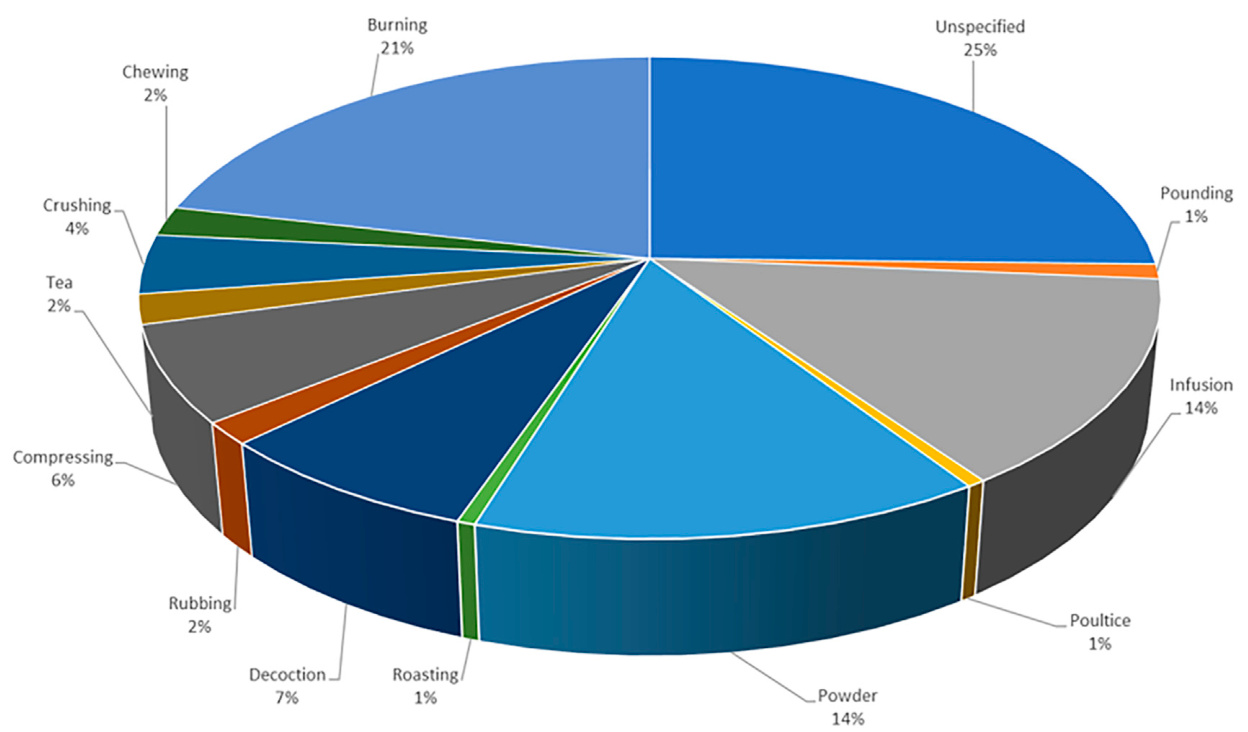 Burning
21%
Unspecified
25%
Chewing
2%
Pounding
1%
Crushing
4%
Tea
2%
Infusion
14%
Compressing
6%
Rubbing
2%
Poultice
1%
Decoction
7%
Roasting
1%
Powder
14%